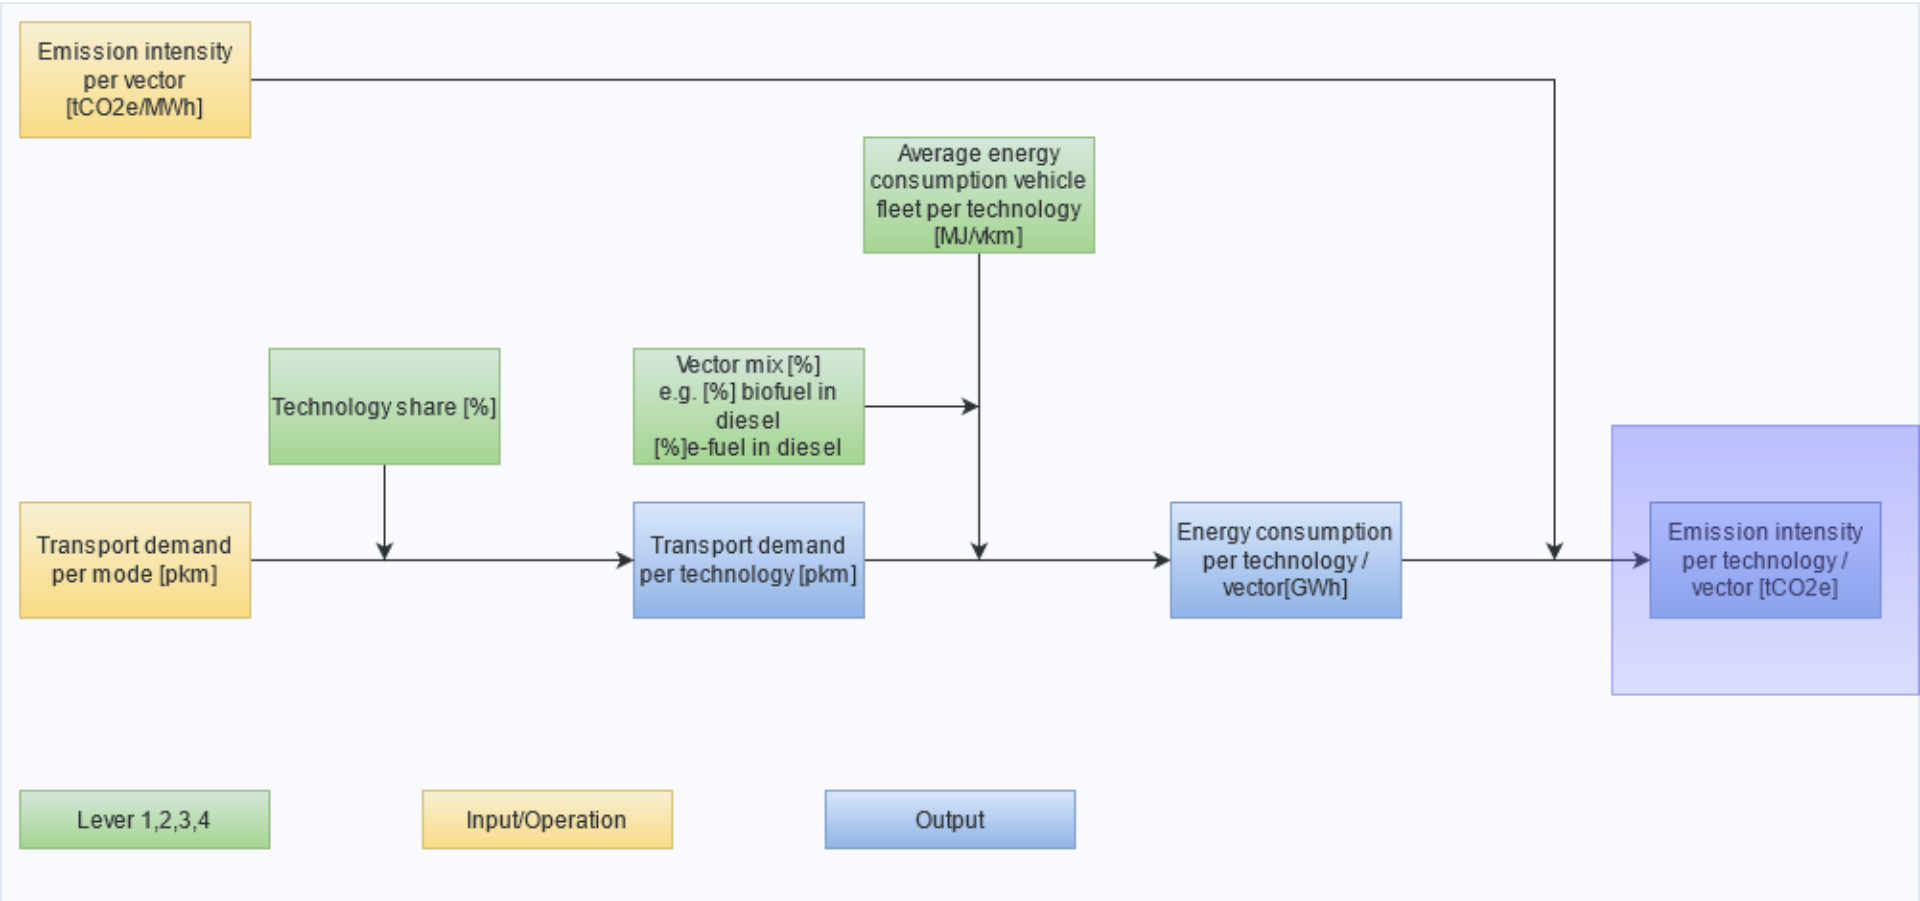 Emission intensity
per vector
[tCO2e/MWh]
Average energy
consumption vehicle
fleet per technology
[MJ/vkm]
Technology share [%]
Vector mix [%]
e.g. [%] biofuel in
diesel
[%]e-fuel in diesel
Transport demand
per mode [pkm]
Transport demand
per technology [pkm]
Energy consumption
per technology /
vector[GWh]
Emission intensity
per technology /
vector [tCO2e]
Lever 1,2,3,4
Input/Operation
Output